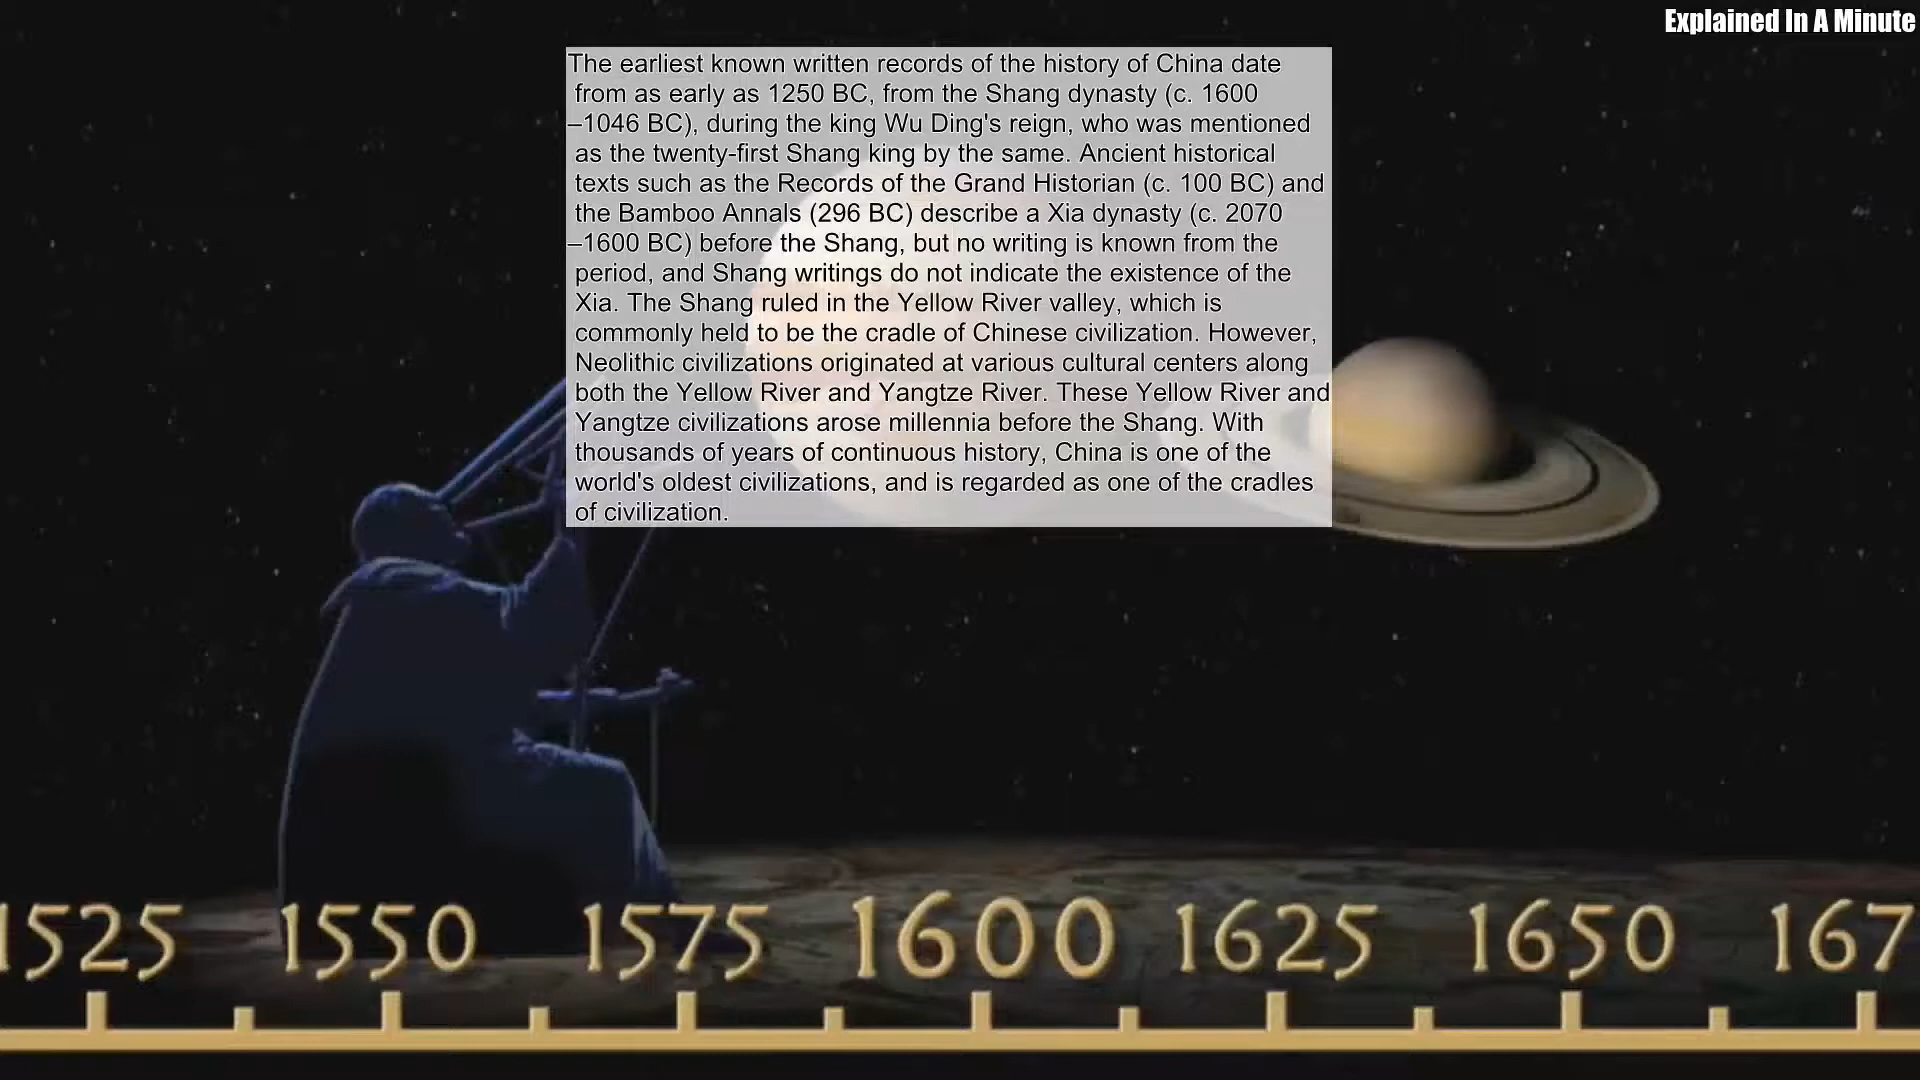 Explained In A Minute
The earliest known written records of the history of China date
from as early as 1250 BC, from the Shang dynasty (c. 1600
–1046 BC), during the king Wu Ding's reign, who was mentioned
as the twenty-first Shang king by the same. Ancient historical
texts such as the Records of the Grand Historian (c. 100 BC) and
the Bamboo Annals (296 BC) describe a Xia dynasty (c. 2070
–1600 BC) before the Shang, but no writing is known from the
period, and Shang writings do not indicate the existence of the
Xia. The Shang ruled in the Yellow River valley, which is
commonly held to be the cradle of Chinese civilization. However,
Neolithic civilizations originated at various cultural centers along
both the Yellow River and Yangtze River. These Yellow River and
Yangtze civilizations arose millennia before the Shang. With
thousands of years of continuous history, China is one of the
world's oldest civilizations, and is regarded as one of the cradles
of civilization.
1525 1550 1575 1600 1625 1650 167